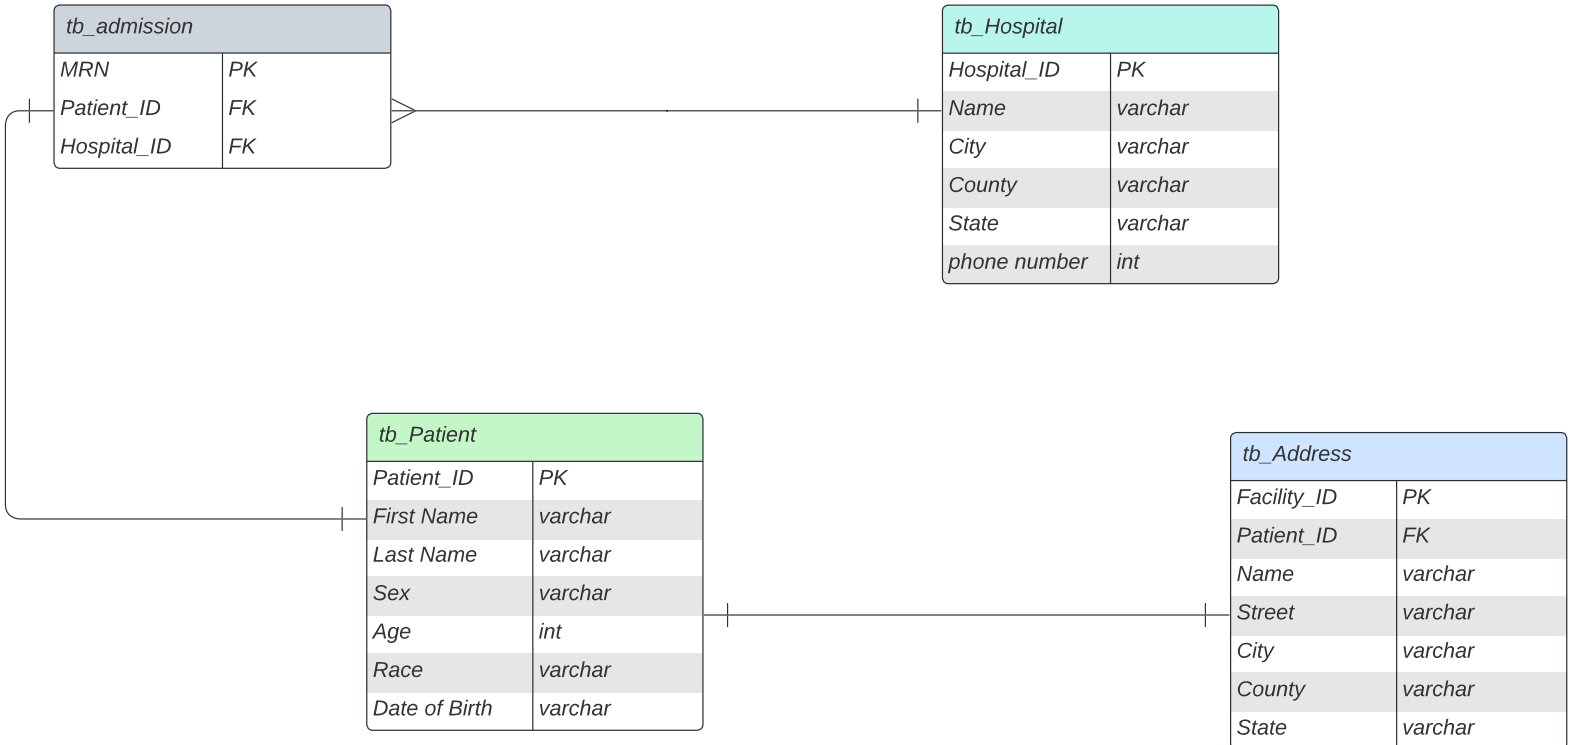 tb_admission
MRN PK
Patient_ID FK
Hospital_ID FK
tb_Hospital
Hospital_ID PK
Name varchar
City varchar
County varchar
State varchar
phone number int
tb_Patient
Patient_ID PK
First Name varchar
Last Name varchar
Sex varchar
Age int
Race varchar
Date of Birth varchar
tb_Address
Facility_ID PK
Patient_ID FK
Name varchar
Street varchar
City varchar
County varchar
State varchar